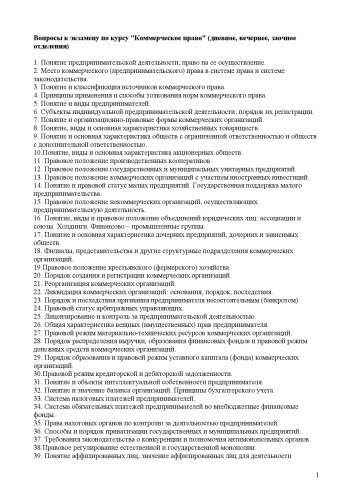 Вопросы к экзамену по курсу "Коммерческое право" (дневное, вечернее, заочное
отделения)
1. Понятие предпринимательской деятельности; право на ее осуществление.
2. Место коммерческого (предпринимательского) права в системе права и системе
законодательства.
3. Понятие и классификация источников коммерческого права.
4. Принципы применения и способы толкования норм коммерческого права.
5. Понятие и виды предпринимателей.
6. Субъекты индивидуальной предпринимательской деятельности, порядок их регистрации.
7. Понятие и организационно-правовые формы коммерческих организаций.
8. Понятие, виды и основная характеристика хозяйственных товариществ.
9. Понятие и основная характеристика обществ с ограниченной ответственностью и обществ
с дополнительной ответственностью.
10.Понятие, виды и основная характеристика акционерных обществ.
11. Правовое положение производственных кооперативов.
12. Правовое положение государственных и муниципальных унитарных предприятий.
13. Правовое положение коммерческих организаций с участием иностранных инвестиций.
14. Понятие и правовой статус малых предприятий. Государственная поддержка малого
предпринимательства.
15. Правовое положение некоммерческих организаций, осуществляющих
предпринимательскую деятельность.
16. Понятие, виды и правовое положение объединений юридических лиц: ассоциации и
союзы. Холдинги. Финансово – промышленные группы.
17. Понятие и основная характеристика дочерних предприятий, дочерних и зависимых
обществ.
18. Филиалы, представительства и другие структурные подразделения коммерческих
организаций.
19.Правовое положение крестьянского (фермерского) хозяйства.
20. Порядок создания и регистрации коммерческих организаций.
21. Реорганизация коммерческих организаций.
22. Ликвидация коммерческих организаций: основания, порядок, последствия.
23. Порядок и последствия признания предпринимателя несостоятельным (банкротом).
24. Правовой статус арбитражных управляющих.
25. Лицензирование и контроль за предпринимательской деятельностью.
26. Общая характеристика вещных (имущественных) прав предпринимателя.
27. Правовой режим материально-технических ресурсов коммерческих организаций.
28. Порядок распределения выручки, образования финансовых фондов и правовой режим
денежных средств коммерческих организаций.
29. Порядок образования и правовой режим уставного капитала (фонда) коммерческих
организаций.
30.Правовой режим кредиторской и дебиторской задолженности.
31. Понятие и объекты интеллектуальной собственности предпринимателя.
32. Понятие и значение баланса организаций. Принципы бухгалтерского учета.
33. Система налоговых платежей предпринимателей.
34. Система обязательных платежей предпринимателей во внебюджетные финансовые
фонды.
35. Права налоговых органов по контролю за деятельностью предпринимателей.
36. Способы и порядок приватизации государственных и муниципальных предприятий.
37. Требования законодательства о конкуренции и полномочия антимонопольных органов.
38.Правовое регулирование естественной и государственной монополии.
39. Понятие аффилированных лиц, значение аффилированных лиц для деятельности
1